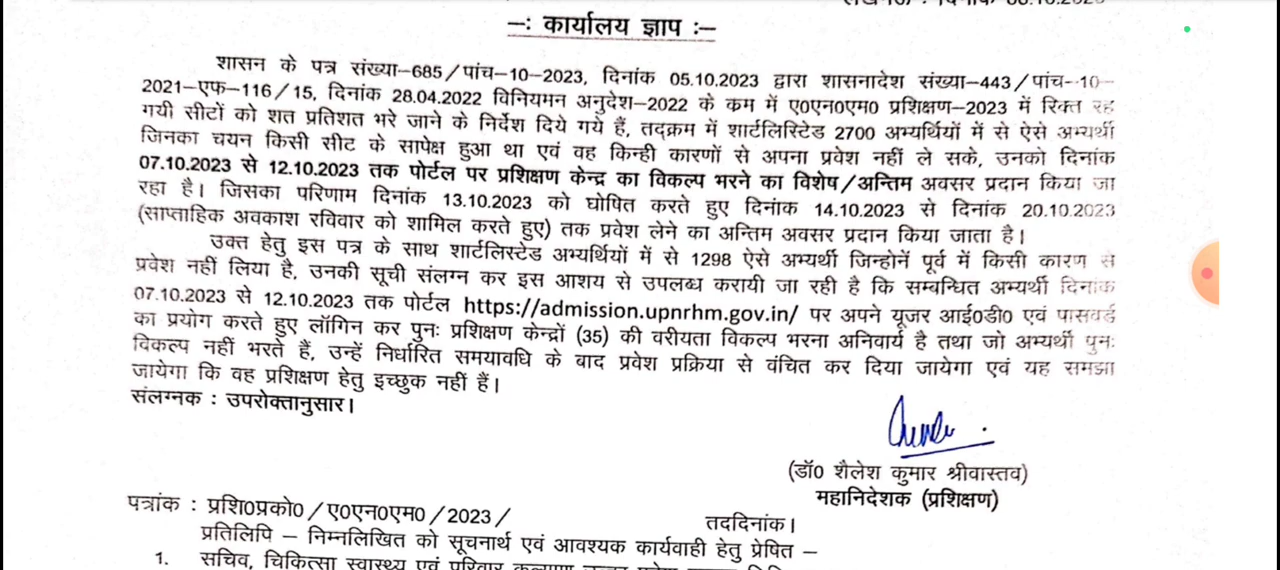 –: कार्यालय ज्ञाप :–
शासन के पत्र संख्या–685/पांच–10–2023, दिनांक 05.10.2023 द्वारा शासनादेश संख्या–443/पांच–10–
2021–एफ–116/15, दिनांक 28.04.2022 विनियमन अनुदेश–2022 के क्रम में ए0एन0एम0 प्रशिक्षण–2023 में रिक्त रह
गयी सीटों को शत प्रतिशत भरे जाने के निर्देश दिये गये हैं, तद्क्रम में शार्टलिस्टिेड 2700 अभ्यर्थियों में से ऐसे अभ्यर्थी
जिनका चयन किसी सीट के सापेक्ष हुआ था एवं वह किन्ही कारणों से अपना प्रवेश नहीं ले सके, उनको दिनांक
07.10.2023 से 12.10.2023 तक पोर्टल पर प्रशिक्षण केन्द्र का विकल्प भरने का विशेष/अन्तिम अवसर प्रदान किया जा
रहा है। जिसका परिणाम दिनांक 13.10.2023 को घोषित करते हुए दिनांक 14.10.2023 से दिनांक 20.10.2023
(साप्ताहिक अवकाश रविवार को शामिल करते हुए) तक प्रवेश लेने का अन्तिम अवसर प्रदान किया जाता है।
उक्त हेतु इस पत्र के साथ शार्टलिस्टेड अभ्यर्थियों में से 1298 ऐसे अभ्यर्थी जिन्होनें पूर्व में किसी कारण से
प्रवेश नहीं लिया है, उनकी सूची संलग्न कर इस आशय से उपलब्ध करायी जा रही है कि सम्बन्धित अभ्यर्थी दिनांक
07.10.2023 से 12.10.2023 तक पोर्टल https://admission.upnrhm.gov.in/ पर अपने यूजर आई0डी0 एवं पासवर्ड
का प्रयोग करते हुए लॉगिन कर पुनः प्रशिक्षण केन्द्रों (35) की वरीयता विकल्प भरना अनिवार्य है तथा जो अभ्यर्थी पुनः
विकल्प नहीं भरते हैं, उन्हें निर्धारित समयावधि के बाद प्रवेश प्रक्रिया से वंचित कर दिया जायेगा एवं यह समझा
जायेगा कि वह प्रशिक्षण हेतु इच्छुक नहीं हैं।
संलग्नक : उपरोक्तानुसार।
(डॉ0 शैलेश कुमार श्रीवास्तव)
महानिदेशक (प्रशिक्षण)
पत्रांक : प्रशि0प्रको0/ए0एन0एम0/2023/ तददिनांक।
प्रतिलिपि – निम्नलिखित को सूचनार्थ एवं आवश्यक कार्यवाही हेतु प्रेषित –
1. सचिव, चिकित्सा स्वास्थ्य एवं परिवार कल्याण